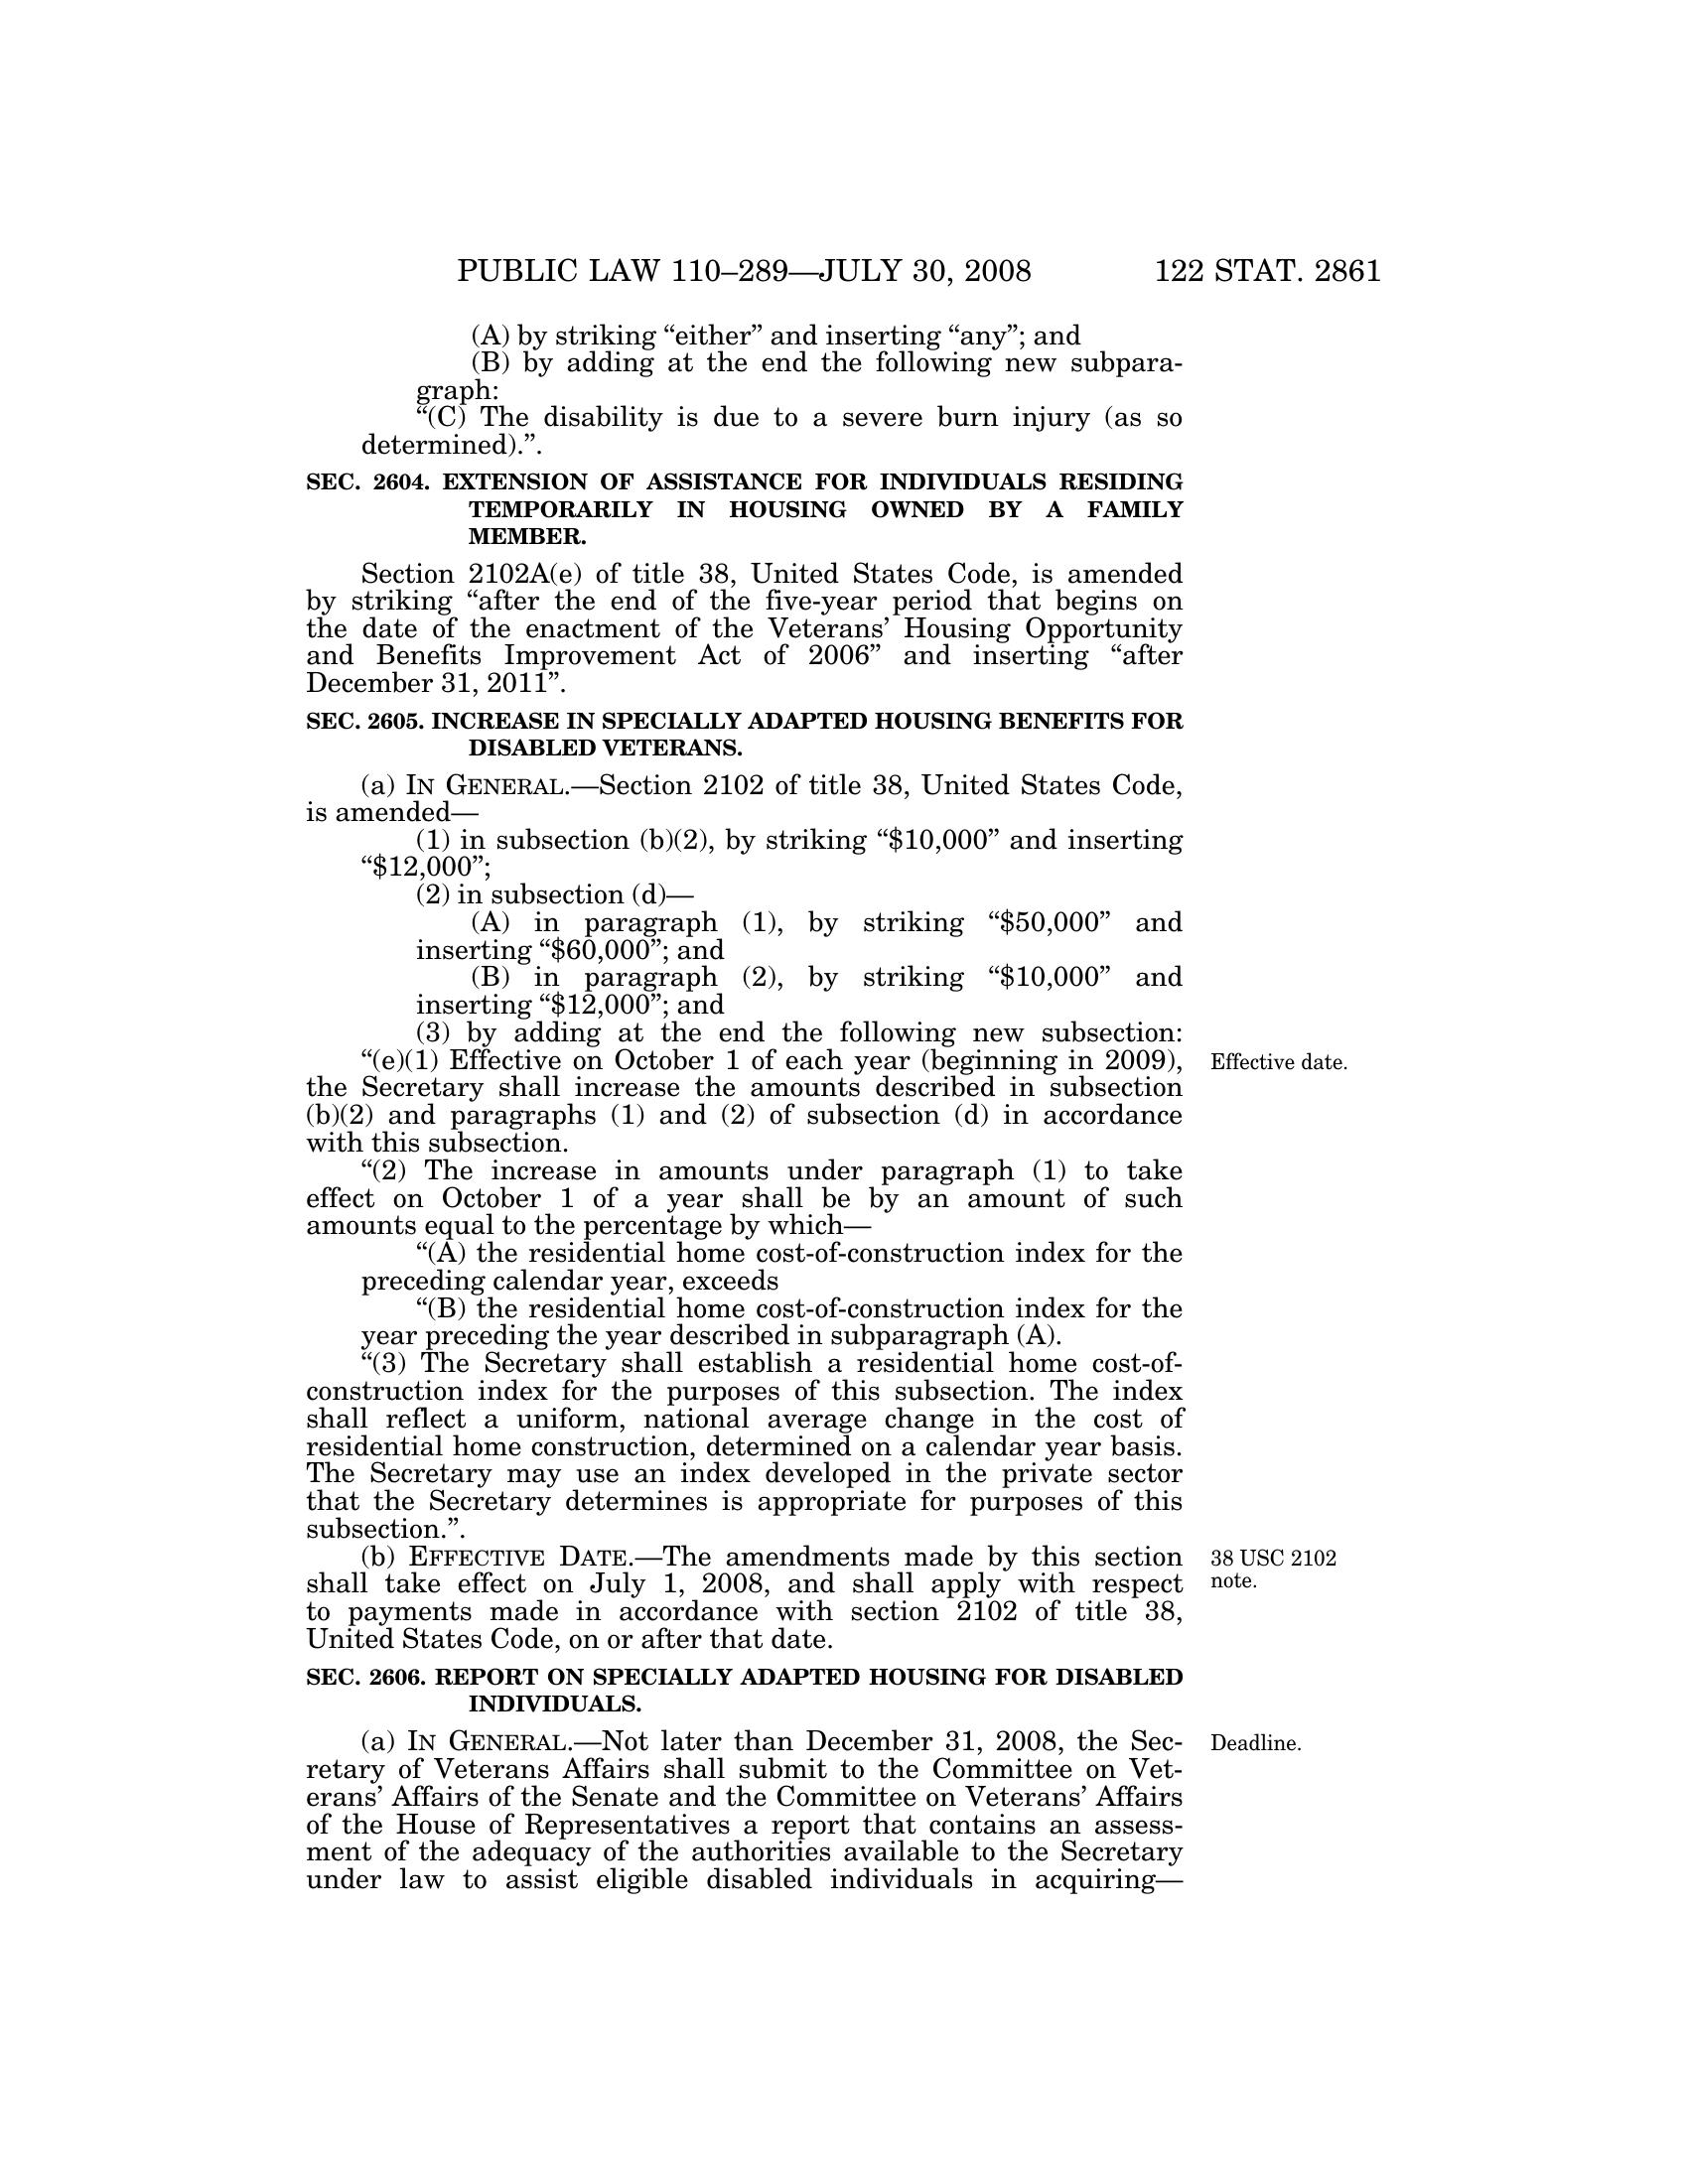 PUBLIC LAW 110–289—JULY 30, 2008 122 STAT. 2861
(A) by striking “either” and inserting “any”; and
(B) by adding at the end the following new subpara-
graph:
“(C) The disability is due to a severe burn injury (as so
determined).”.
SEC. 2604. EXTENSION OF ASSISTANCE FOR INDIVIDUALS RESIDING
TEMPORARILY IN HOUSING OWNED BY A FAMILY
MEMBER.
Section 2102A(e) of title 38, United States Code, is amended
by striking “after the end of the five-year period that begins on
the date of the enactment of the Veterans’ Housing Opportunity
and Benefits Improvement Act of 2006” and inserting “after
December 31, 2011”.
SEC. 2605. INCREASE IN SPECIALLY ADAPTED HOUSING BENEFITS FOR
DISABLED VETERANS.
(a) IN GENERAL.—Section 2102 of title 38, United States Code,
is amended—
(1) in subsection (b)(2), by striking “$10,000” and inserting
“$12,000”;
(2) in subsection (d)—
(A) in paragraph (1), by striking “$50,000” and
inserting “$60,000”; and
(B) in paragraph (2), by striking “$10,000” and
inserting “$12,000”; and
(3) by adding at the end the following new subsection:
“(e)(1) Effective on October 1 of each year (beginning in 2009), Effective date.
the Secretary shall increase the amounts described in subsection
(b)(2) and paragraphs (1) and (2) of subsection (d) in accordance
with this subsection.
“(2) The increase in amounts under paragraph (1) to take
effect on October 1 of a year shall be by an amount of such
amounts equal to the percentage by which—
“(A) the residential home cost-of-construction index for the
preceding calendar year, exceeds
“(B) the residential home cost-of-construction index for the
year preceding the year described in subparagraph (A).
“(3) The Secretary shall establish a residential home cost-of-
construction index for the purposes of this subsection. The index
shall reflect a uniform, national average change in the cost of
residential home construction, determined on a calendar year basis.
The Secretary may use an index developed in the private sector
that the Secretary determines is appropriate for purposes of this
subsection.”.
(b) EFFECTIVE DATE.—The amendments made by this section 38 USC 2102
shall take effect on July 1, 2008, and shall apply with respect note.
to payments made in accordance with section 2102 of title 38,
United States Code, on or after that date.
SEC. 2606. REPORT ON SPECIALLY ADAPTED HOUSING FOR DISABLED
INDIVIDUALS.
(a) IN GENERAL.—Not later than December 31, 2008, the Sec- Deadline.
retary of Veterans Affairs shall submit to the Committee on Vet-
erans’ Affairs of the Senate and the Committee on Veterans’ Affairs
of the House of Representatives a report that contains an assess-
ment of the adequacy of the authorities available to the Secretary
under law to assist eligible disabled individuals in acquiring—